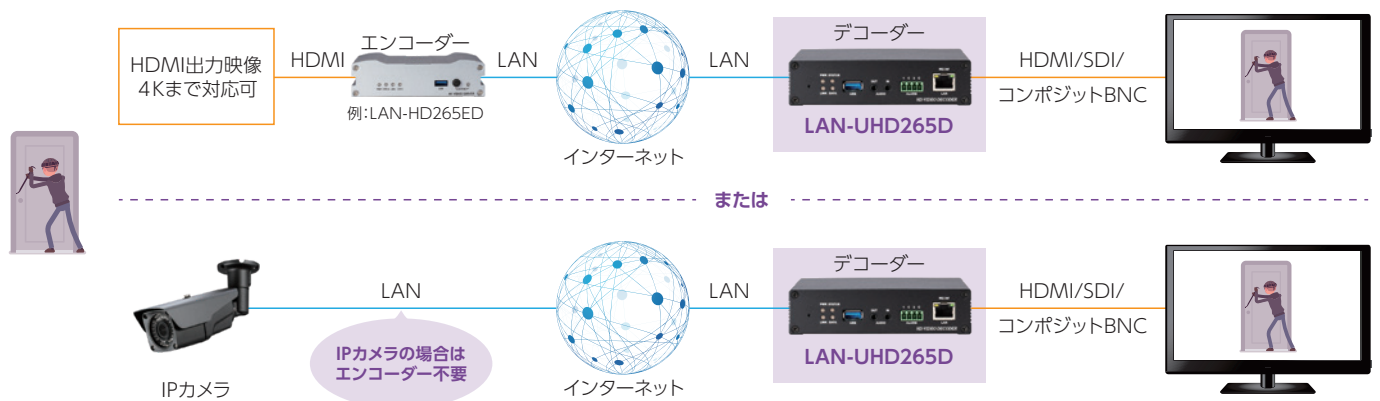 HDMI出力映像
4Kまで対応可
HDMI
エンコーダー
例：LAN-HD265ED
LAN
インターネット
LAN
デコーダー
LAN-UHD265D
HDMI/SDI/
コンポジットBNC
または
IPカメラ
LAN
IPカメラの場合は
エンコーダー不要
インターネット
LAN
デコーダー
LAN-UHD265D
HDMI/SDI/
コンポジットBNC